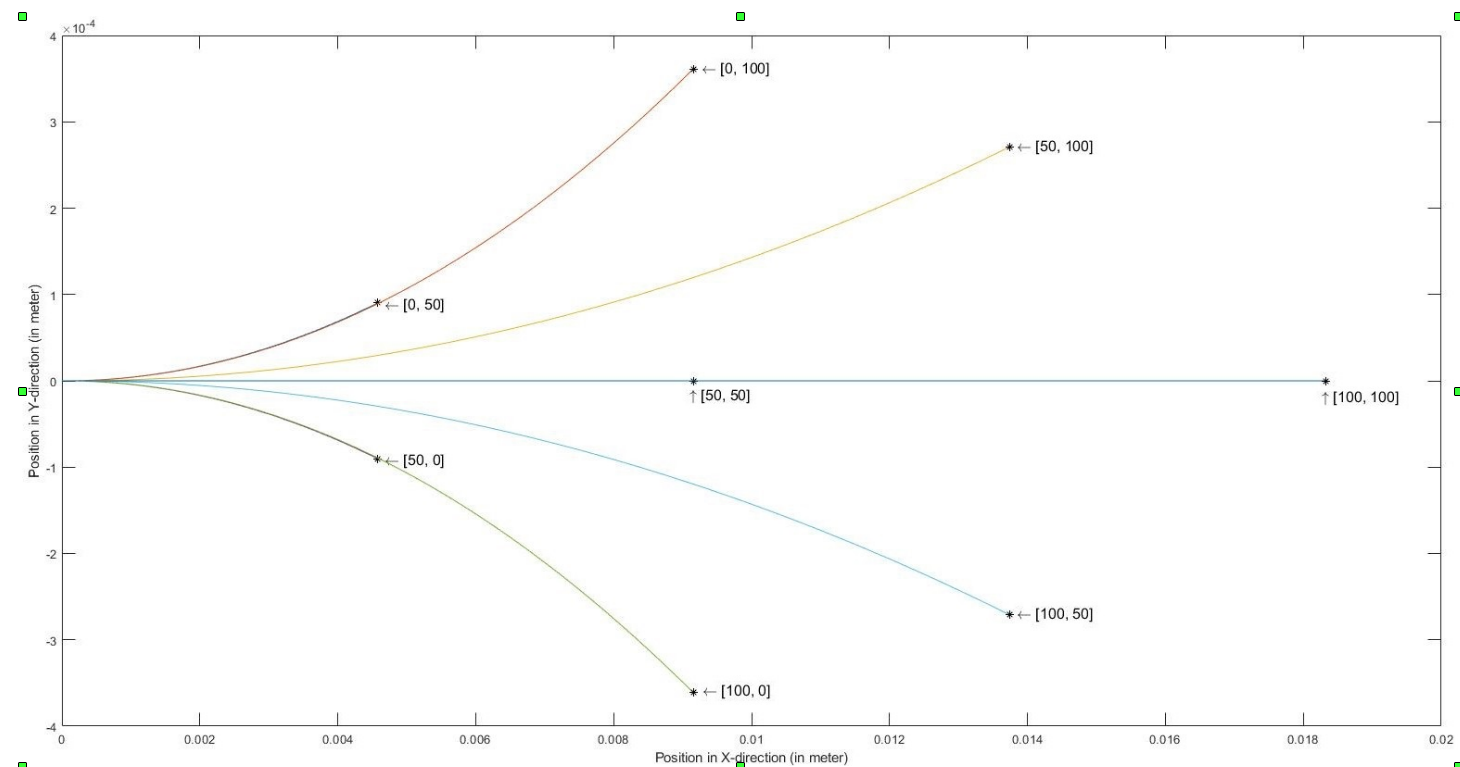 ×10⁻⁴
4
← [0, 100]
3
← [50, 100]
2
1
← [0, 50]
0
↑ [50, 50]
↑ [100, 100]
← [50, 0]
-1
-2
← [100, 50]
-3
← [100, 0]
-4
0 0.002 0.004 0.006 0.008 0.01 0.012 0.014 0.016 0.018 0.02
Position in X-direction (in meter)
Position in Y-direction (in meter)